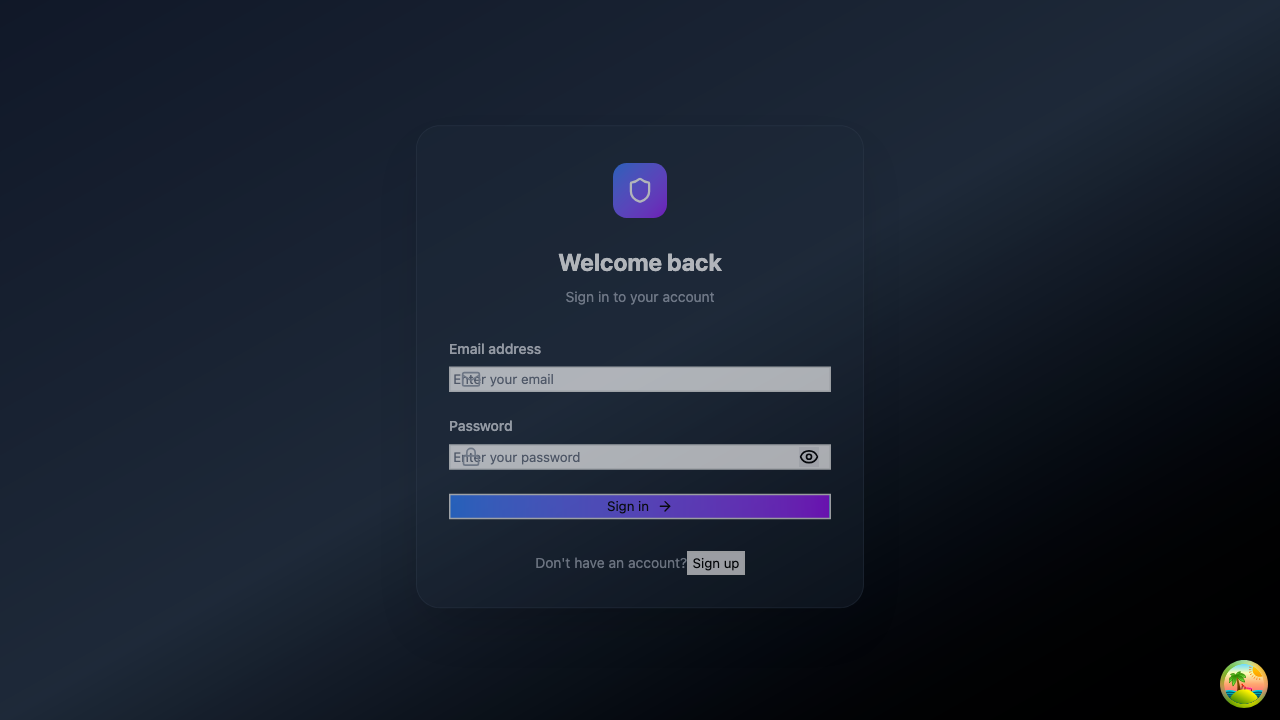 Welcome back
Sign in to your account
Email address
Enter your email
Password
Enter your password
Sign in
Don't have an account? Sign up